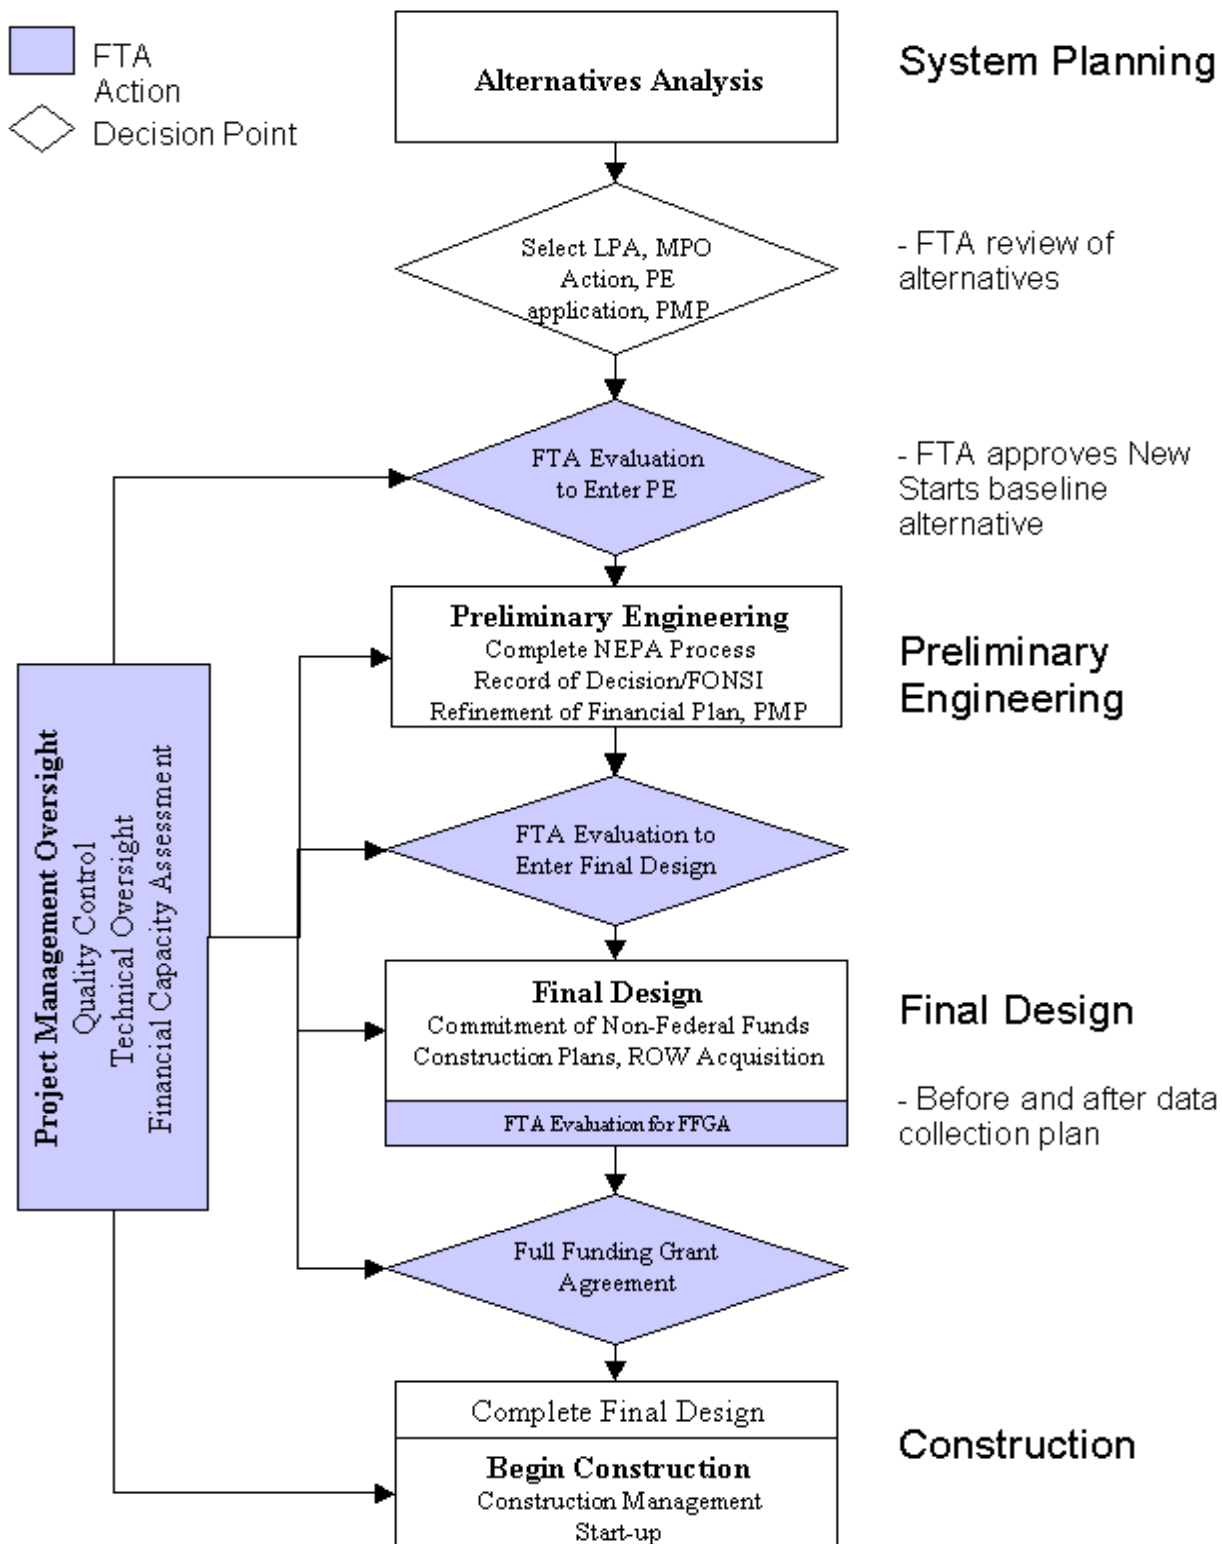 FTA
Action
Decision Point
Alternatives Analysis
System Planning
Select LPA, MPO
Action, PE
application, PMP
- FTA review of
alternatives
FTA Evaluation
to Enter PE
- FTA approves New
Starts baseline
alternative
Preliminary Engineering
Complete NEPA Process
Record of Decision/FONSI
Refinement of Financial Plan, PMP
Preliminary
Engineering
Project Management Oversight
Quality Control
Technical Oversight
Financial Capacity Assessment
FTA Evaluation to
Enter Final Design
Final Design
Commitment of Non-Federal Funds
Construction Plans, ROW Acquisition
FTA Evaluation for FFGA
Final Design
- Before and after data
collection plan
Full Funding Grant
Agreement
Complete Final Design
Begin Construction
Construction Management
Start-up
Construction